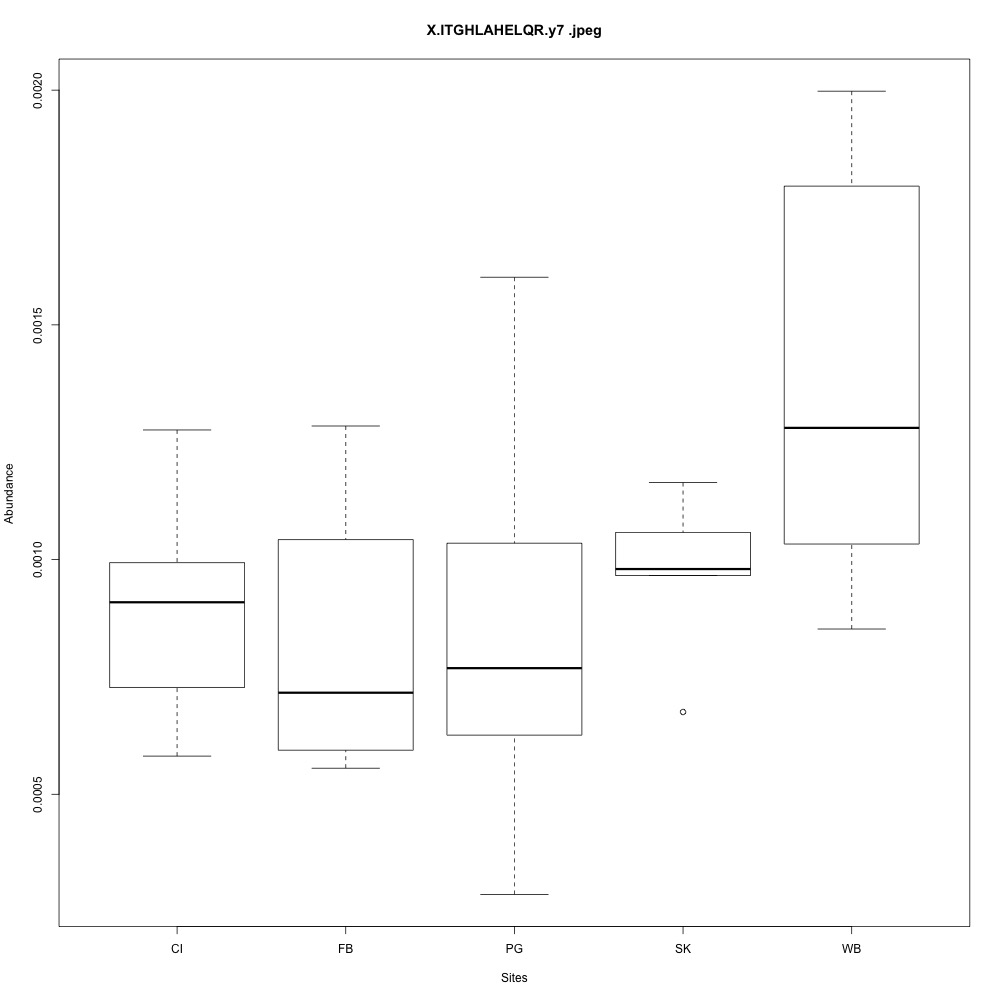 X.ITGHLAHELQR.y7 .jpeg
0.0020
0.0015
0.0010
0.0005
Abundance
CI FB PG SK WB
Sites